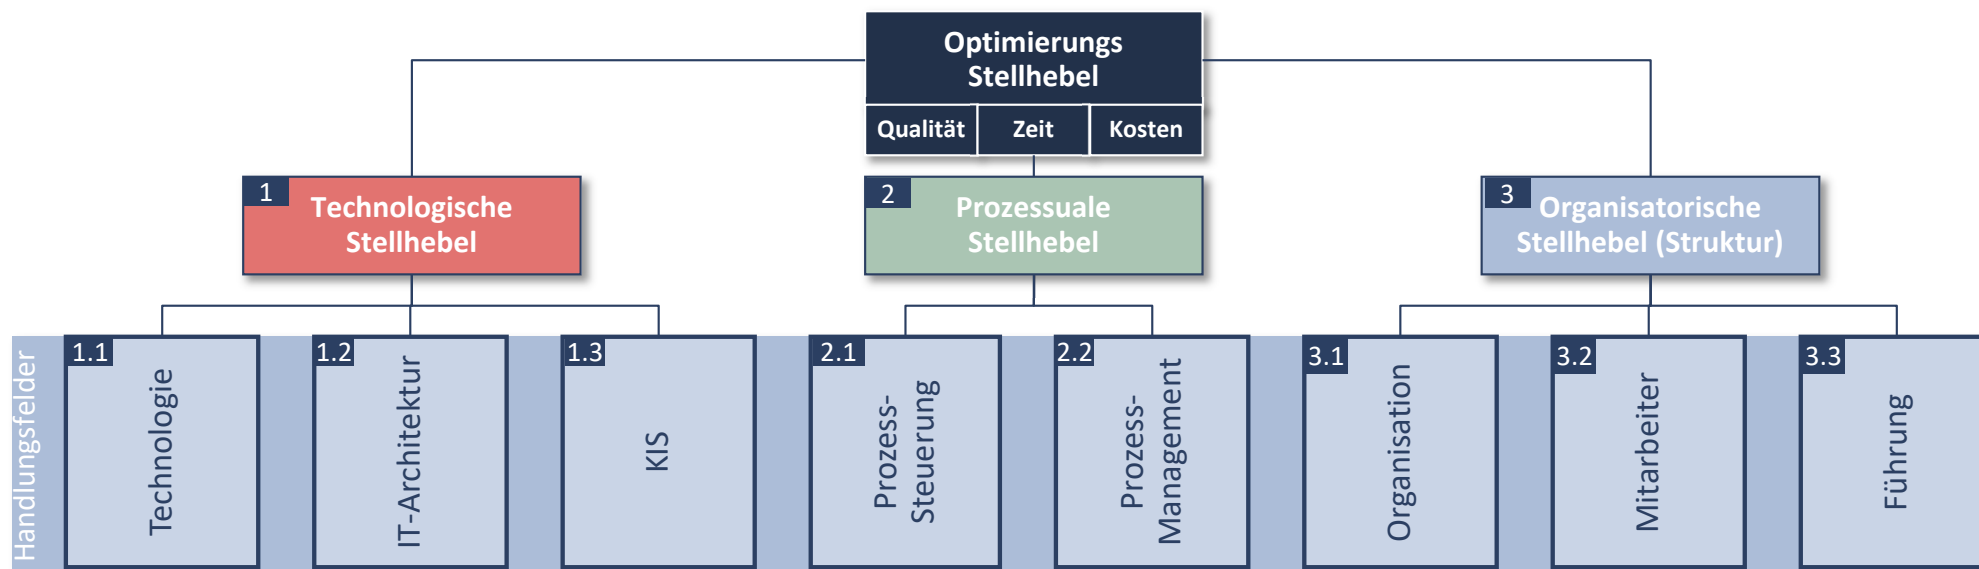 Optimierungs
Stellhebel
Qualität
Zeit
Kosten
1
Technologische
Stellhebel
2
Prozessuale
Stellhebel
3
Organisatorische
Stellhebel (Struktur)
Handlungsfelder
1.1
Technologie
1.2
IT-Architektur
1.3
KIS
2.1
Prozess-
Steuerung
2.2
Prozess-
Management
3.1
Organisation
3.2
Mitarbeiter
3.3
Führung